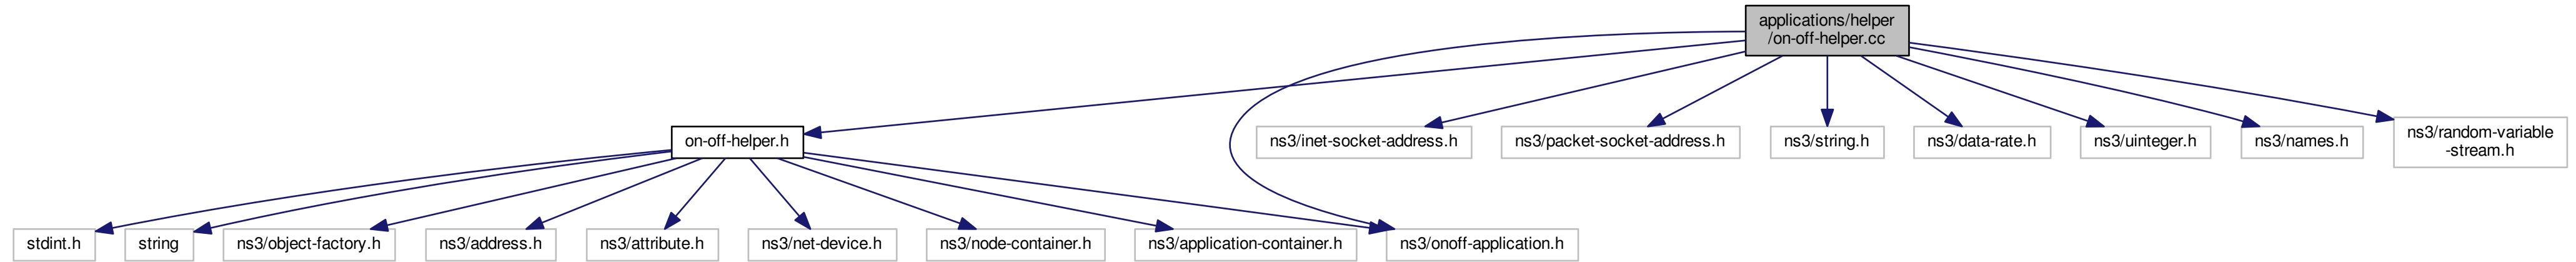 applications/helper
/on-off-helper.cc
on-off-helper.h
ns3/inet-socket-address.h
ns3/packet-socket-address.h
ns3/string.h
ns3/data-rate.h
ns3/uinteger.h
ns3/names.h
ns3/random-variable
-stream.h
stdint.h
string
ns3/object-factory.h
ns3/address.h
ns3/attribute.h
ns3/net-device.h
ns3/node-container.h
ns3/application-container.h
ns3/onoff-application.h